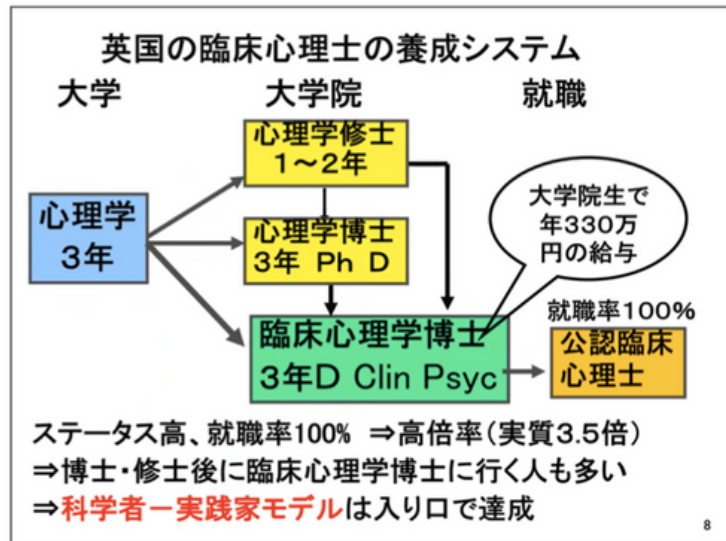 英国の臨床心理士の養成システム
大学
大学院
就職
心理学修士
1～2年
心理学
3年
心理学博士
3年 Ph D
大学院生で
年330万
円の給与
臨床心理学博士
3年D Clin Psyc
就職率100%
公認臨床
心理士
ステータス高、就職率100% ⇒高倍率(実質3.5倍)
⇒博士・修士後に臨床心理学博士に行く人も多い
⇒科学者－実践家モデルは入り口で達成
8